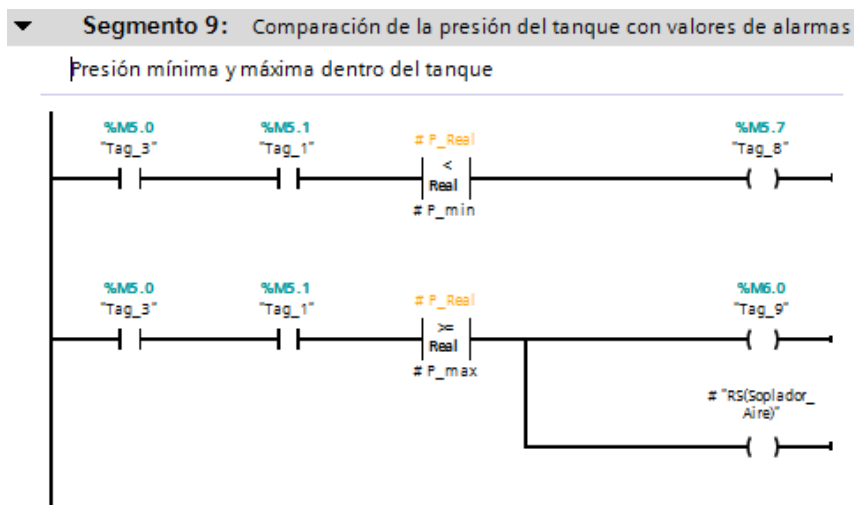 Segmento 9: Comparación de la presión del tanque con valores de alarmas
Presión mínima y máxima dentro del tanque
%M5.0 %M5.1 %M5.7
"Tag_3" "Tag_1" # P_Real "Tag_8"
<
Real
# P_min
%M5.0 %M5.1 %M6.0
"Tag_3" "Tag_1" # P_Real "Tag_9"
>=
Real
# P_max
# "RS(Soplador_
Aire)"